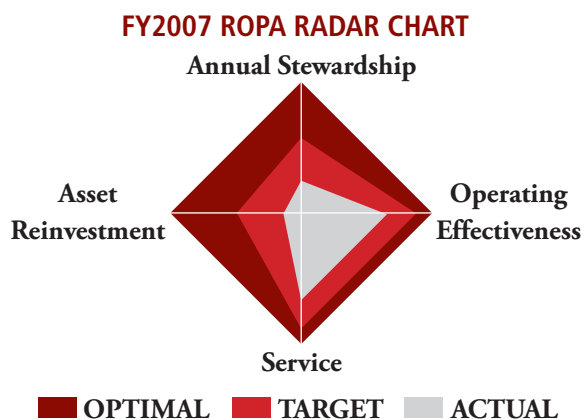 FY2007 ROPA RADAR CHART
Annual Stewardship
Asset
Reinvestment
Operating
Effectiveness
Service
OPTIMAL TARGET ACTUAL